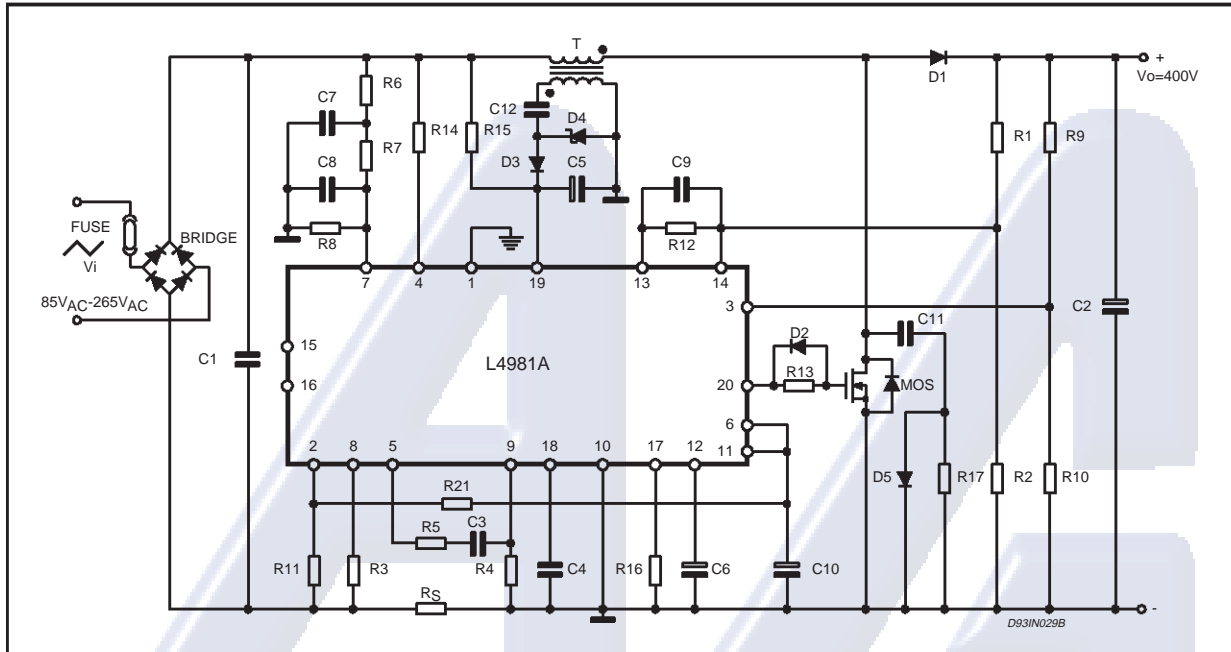 T
+
D1
Vo=400V
R6
C7
C12
D4
R14
R15
R1
R9
R7
C8
D3
C5
C9
FUSE
BRIDGE
R8
R12
Vi
7
4
1
19
13
14
85VAC-265VAC
3
C2
C1
15
D2
C11
L4981A
16
20
R13
MOS
6
2
8
5
9
18
10
17
12
11
R21
D5
R17
R2
R10
R5
C3
R11
R3
R4
C4
R16
C6
C10
RS
-
D93IN029B